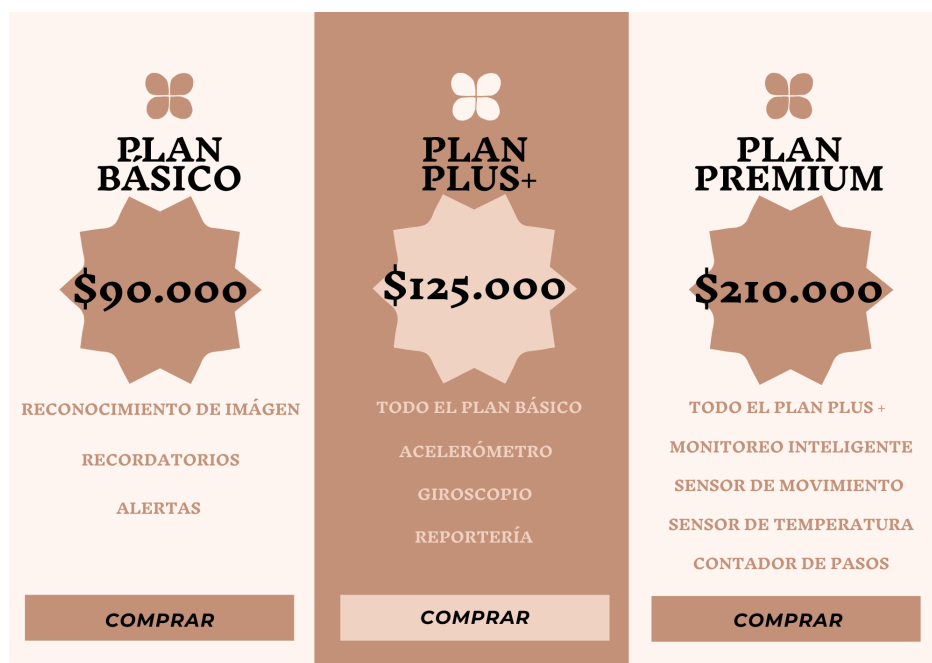 PLAN
BÁSICO
$90.000
RECONOCIMIENTO DE IMÁGEN
RECORDATORIOS
ALERTAS
COMPRAR
PLAN
PLUS+
$125.000
TODO EL PLAN BÁSICO
ACELERÓMETRO
GIROSCOPIO
REPORTERÍA
COMPRAR
PLAN
PREMIUM
$210.000
TODO EL PLAN PLUS +
MONITOREO INTELIGENTE
SENSOR DE MOVIMIENTO
SENSOR DE TEMPERATURA
CONTADOR DE PASOS
COMPRAR